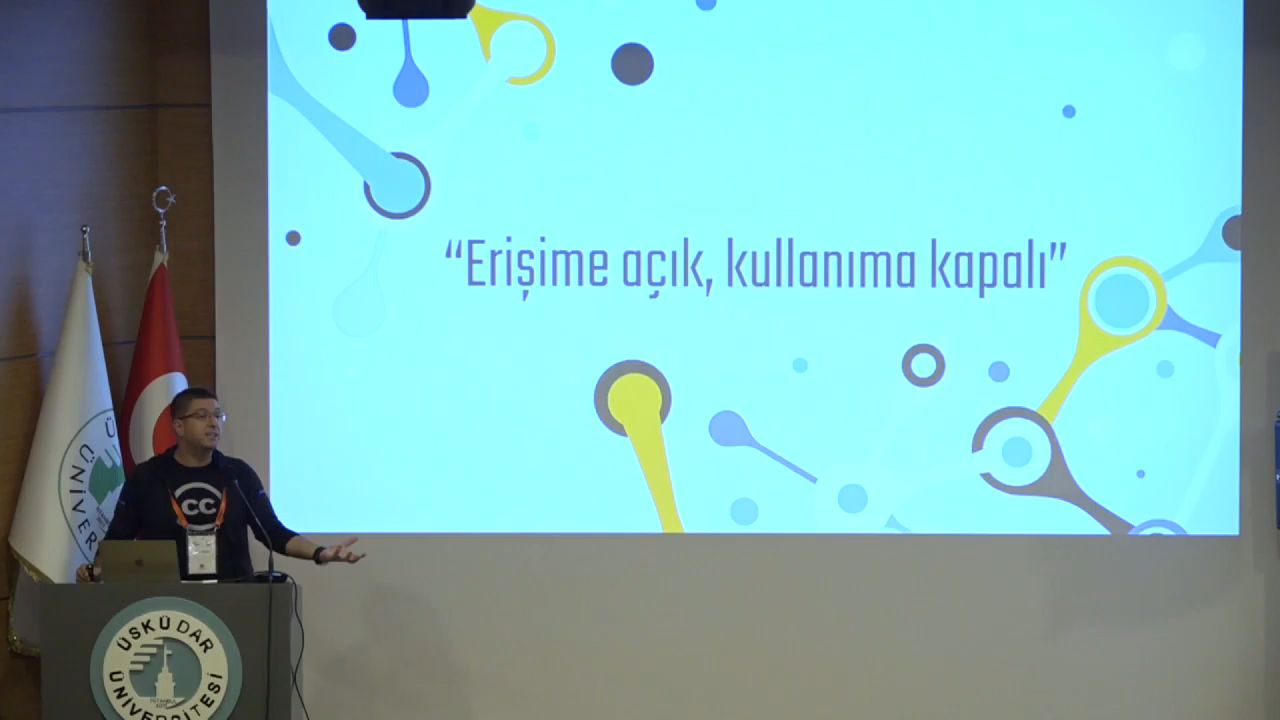 “Erişime açık, kullanıma kapalı”
CC
ÜSKÜDAR
ÜNİVERSİTESİ